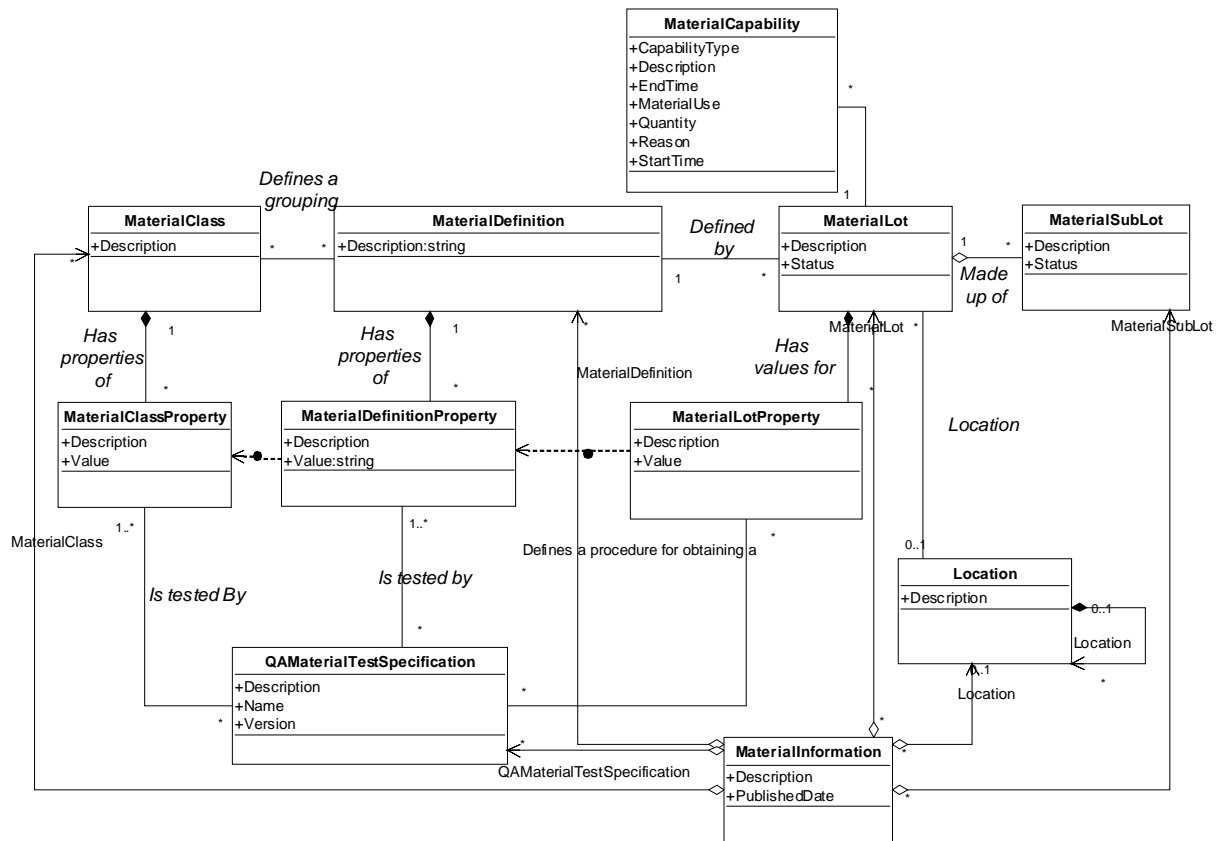 MaterialCapability
+CapabilityType
+Description
+EndTime
+MaterialUse
+Quantity
+Reason
+StartTime
*
1
Defines a
grouping
MaterialClass
+Description
*
*
*
MaterialDefinition
+Description:string
Defined
by
1
*
MaterialLot
+Description
+Status
1
*
Made
up of
MaterialSubLot
+Description
+Status
Has
properties
of
1
*
Has
properties
of
1
*
*
MaterialDefinition
MaterialLot
*
Has
values for
*
*
MaterialSubLot
MaterialClassProperty
+Description
+Value
MaterialDefinitionProperty
+Description
+Value:string
MaterialLotProperty
+Description
+Value
Location
1..*
1..*
*
MaterialClass
Defines a procedure for obtaining a
0..1
Is tested By
Is tested by
Location
+Description
0..1
Location
*
0..1
Location
*
*
*
QAMaterialTestSpecification
+Description
+Name
+Version
*
QAMaterialTestSpecification
*
*
*
MaterialInformation
+Description
+PublishedDate